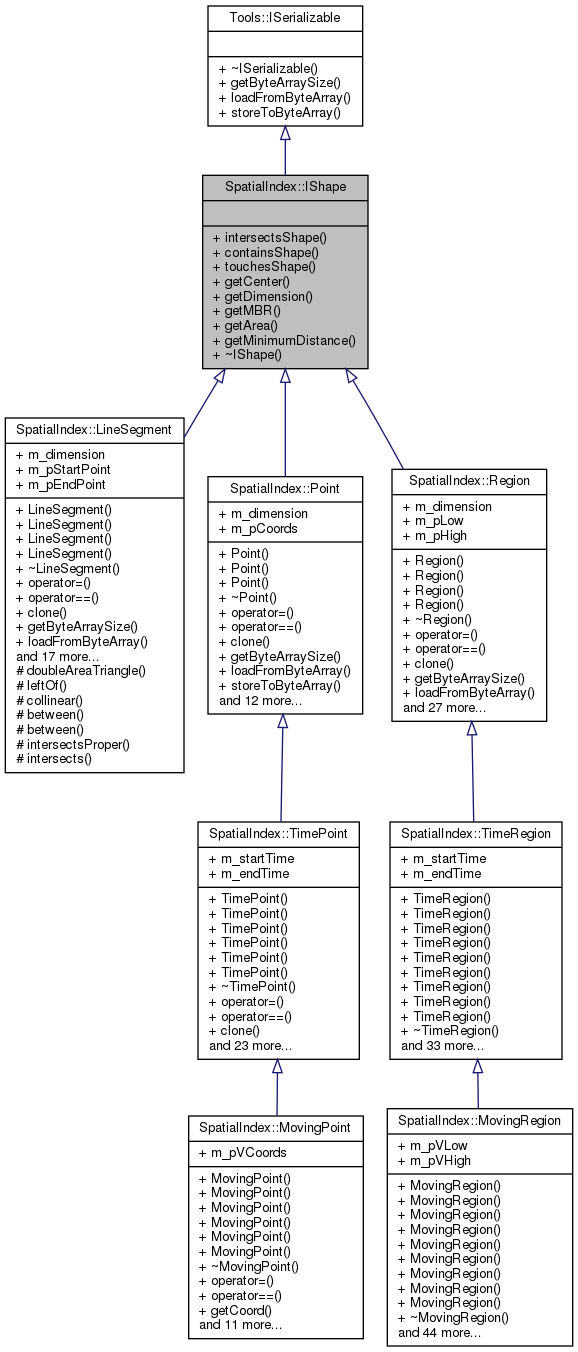 Tools::ISerializable
+ ~ISerializable()
+ getByteArraySize()
+ loadFromByteArray()
+ storeToByteArray()
SpatialIndex::IShape
+ intersectsShape()
+ containsShape()
+ touchesShape()
+ getCenter()
+ getDimension()
+ getMBR()
+ getArea()
+ getMinimumDistance()
+ ~IShape()
SpatialIndex::LineSegment
+ m_dimension
+ m_pStartPoint
+ m_pEndPoint
+ LineSegment()
+ LineSegment()
+ LineSegment()
+ LineSegment()
+ ~LineSegment()
+ operator=()
+ operator==()
+ clone()
+ getByteArraySize()
+ loadFromByteArray()
and 17 more...
# doubleAreaTriangle()
# leftOf()
# collinear()
# between()
# between()
# intersectsProper()
# intersects()
SpatialIndex::Point
+ m_dimension
+ m_pCoords
+ Point()
+ Point()
+ Point()
+ ~Point()
+ operator=()
+ operator==()
+ clone()
+ getByteArraySize()
+ loadFromByteArray()
+ storeToByteArray()
and 12 more...
SpatialIndex::Region
+ m_dimension
+ m_pLow
+ m_pHigh
+ Region()
+ Region()
+ Region()
+ Region()
+ ~Region()
+ operator=()
+ operator==()
+ clone()
+ getByteArraySize()
+ loadFromByteArray()
and 27 more...
SpatialIndex::TimePoint
+ m_startTime
+ m_endTime
+ TimePoint()
+ TimePoint()
+ TimePoint()
+ TimePoint()
+ TimePoint()
+ TimePoint()
+ ~TimePoint()
+ operator=()
+ operator==()
+ clone()
and 23 more...
SpatialIndex::TimeRegion
+ m_startTime
+ m_endTime
+ TimeRegion()
+ TimeRegion()
+ TimeRegion()
+ TimeRegion()
+ TimeRegion()
+ TimeRegion()
+ TimeRegion()
+ TimeRegion()
+ TimeRegion()
+ ~TimeRegion()
and 33 more...
SpatialIndex::MovingPoint
+ m_pVCoords
+ MovingPoint()
+ MovingPoint()
+ MovingPoint()
+ MovingPoint()
+ MovingPoint()
+ MovingPoint()
+ ~MovingPoint()
+ operator=()
+ operator==()
+ getCoord()
and 11 more...
SpatialIndex::MovingRegion
+ m_pVLow
+ m_pVHigh
+ MovingRegion()
+ MovingRegion()
+ MovingRegion()
+ MovingRegion()
+ MovingRegion()
+ MovingRegion()
+ MovingRegion()
+ MovingRegion()
+ MovingRegion()
+ ~MovingRegion()
and 44 more...